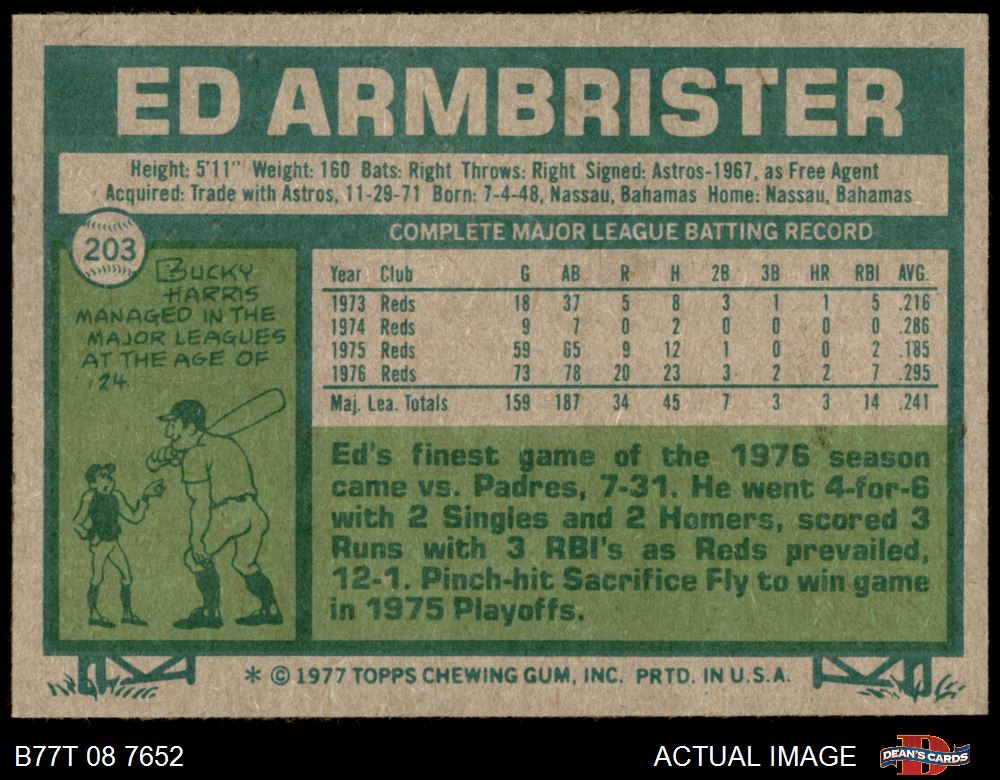 ED ARMBRISTER
Height: 5'11" Weight: 160 Bats: Right Throws: Right Signed: Astros-1967, as Free Agent
Acquired: Trade with Astros, 11-29-71 Born: 7-4-48, Nassau, Bahamas Home: Nassau, Bahamas
203
BUCKY
HARRIS
MANAGED IN THE
MAJOR LEAGUES
AT THE AGE OF
24
COMPLETE MAJOR LEAGUE BATTING RECORD
Year Club G AB R H 2B 3B HR RBI AVG.
1973 Reds 18 37 5 8 3 1 1 5 .216
1974 Reds 9 7 0 2 0 0 0 0 .286
1975 Reds 59 65 9 12 1 0 0 2 .185
1976 Reds 73 78 20 23 3 2 2 7 .295
Maj. Lea. Totals 159 187 34 45 7 3 3 14 .241
Ed's finest game of the 1976 season
came vs. Padres, 7-31. He went 4-for-6
with 2 Singles and 2 Homers, scored 3
Runs with 3 RBI's as Reds prevailed,
12-1. Pinch-hit Sacrifice Fly to win game
in 1975 Playoffs.
* © 1977 TOPPS CHEWING GUM, INC. PRTD. IN U.S.A.
B77T 08 7652
ACTUAL IMAGE
DEAN'S CARDS